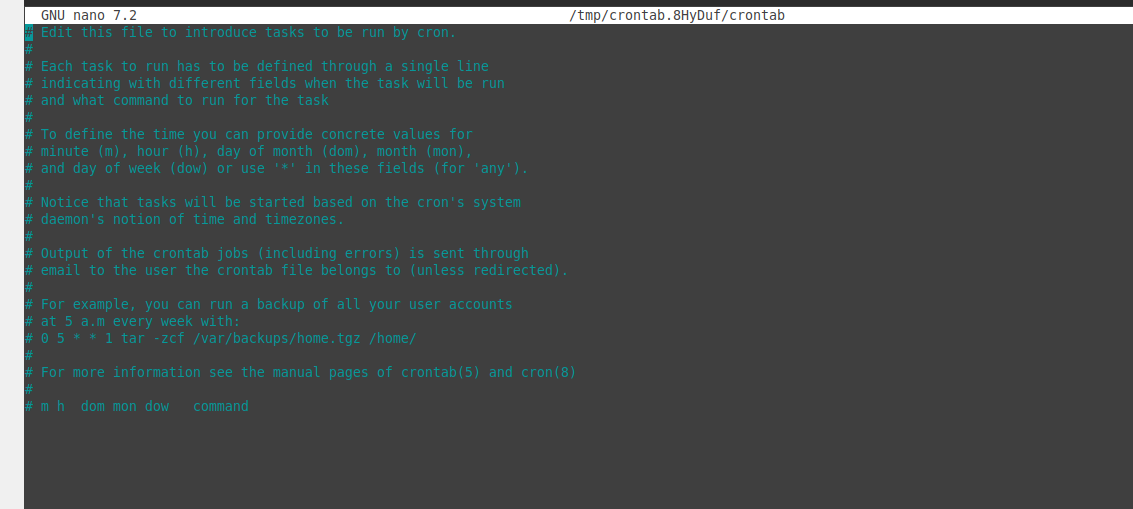 GNU nano 7.2 /tmp/crontab.8HyDuf/crontab
# Edit this file to introduce tasks to be run by cron.
#
# Each task to run has to be defined through a single line
# indicating with different fields when the task will be run
# and what command to run for the task
#
# To define the time you can provide concrete values for
# minute (m), hour (h), day of month (dom), month (mon),
# and day of week (dow) or use '*' in these fields (for 'any').
#
# Notice that tasks will be started based on the cron's system
# daemon's notion of time and timezones.
#
# Output of the crontab jobs (including errors) is sent through
# email to the user the crontab file belongs to (unless redirected).
#
# For example, you can run a backup of all your user accounts
# at 5 a.m every week with:
# 0 5 * * 1 tar -zcf /var/backups/home.tgz /home/
#
# For more information see the manual pages of crontab(5) and cron(8)
#
# m h  dom mon dow   command